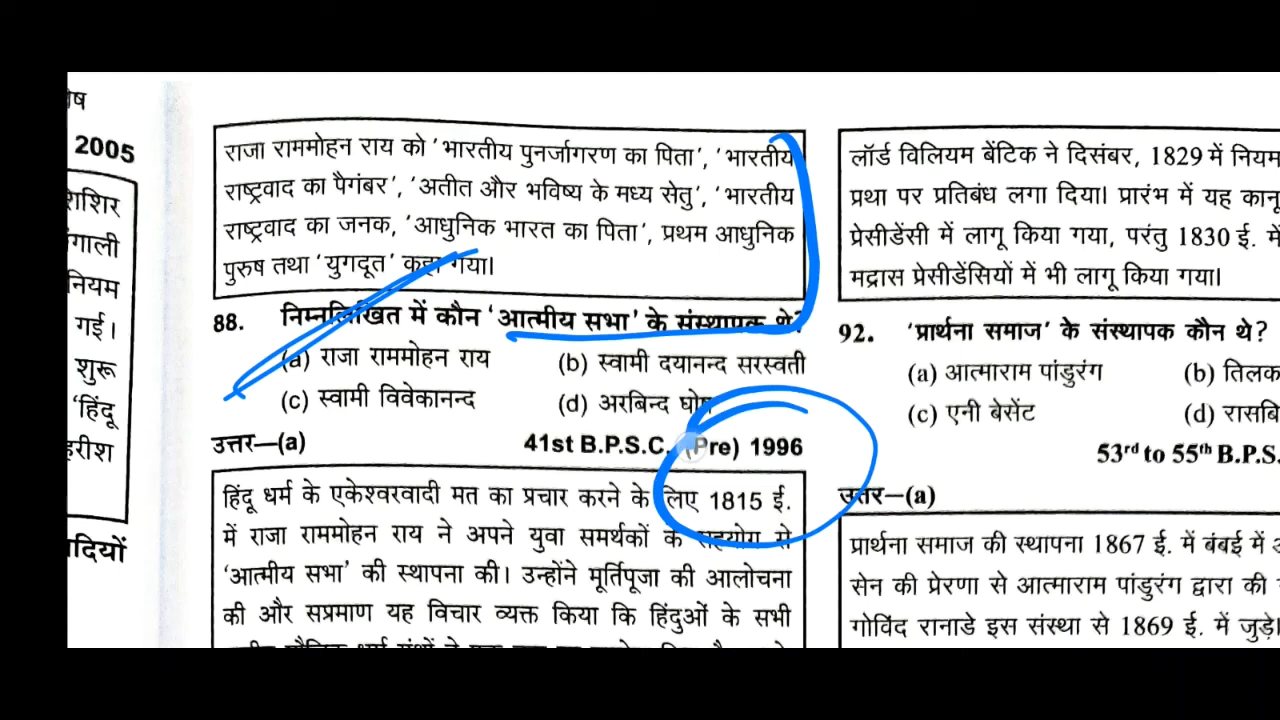 2005
शिशिर
नियम
गई।
शुरू
'हिंदू
हरीश
राजा राममोहन राय को 'भारतीय पुनर्जागरण का पिता', 'भारतीय
राष्ट्रवाद का पैगंबर', 'अतीत और भविष्य के मध्य सेतु', 'भारतीय
राष्ट्रवाद का जनक, 'आधुनिक भारत का पिता', प्रथम आधुनिक
पुरुष तथा 'युगदूत' कहा गया।
88. निम्नलिखित में कौन 'आत्मीय सभा' के संस्थापक थे?
(a) राजा राममोहन राय (b) स्वामी दयानन्द सरस्वती
(c) स्वामी विवेकानन्द (d) अरबिन्द घोष
उत्तर—(a) 41st B.P.S.C. (Pre) 1996
हिंदू धर्म के एकेश्वरवादी मत का प्रचार करने के लिए 1815 ई.
में राजा राममोहन राय ने अपने युवा समर्थकों के सहयोग से
'आत्मीय सभा' की स्थापना की। उन्होंने मूर्तिपूजा की आलोचना
की और सप्रमाण यह विचार व्यक्त किया कि हिंदुओं के सभी
लॉर्ड विलियम बेंटिक ने दिसंबर, 1829 में नियम
प्रथा पर प्रतिबंध लगा दिया। प्रारंभ में यह कानू
प्रेसीडेंसी में लागू किया गया, परंतु 1830 ई. में
मद्रास प्रेसीडेंसियों में भी लागू किया गया।
92. 'प्रार्थना समाज' के संस्थापक कौन थे?
(a) आत्माराम पांडुरंग (b) तिलक
(c) एनी बेसेंट (d) रासबि
53rd to 55th B.P.S.
उत्तर—(a)
प्रार्थना समाज की स्थापना 1867 ई. में बंबई में
सेन की प्रेरणा से आत्माराम पांडुरंग द्वारा की
गोविंद रानाडे इस संस्था से 1869 ई. में जुड़े।